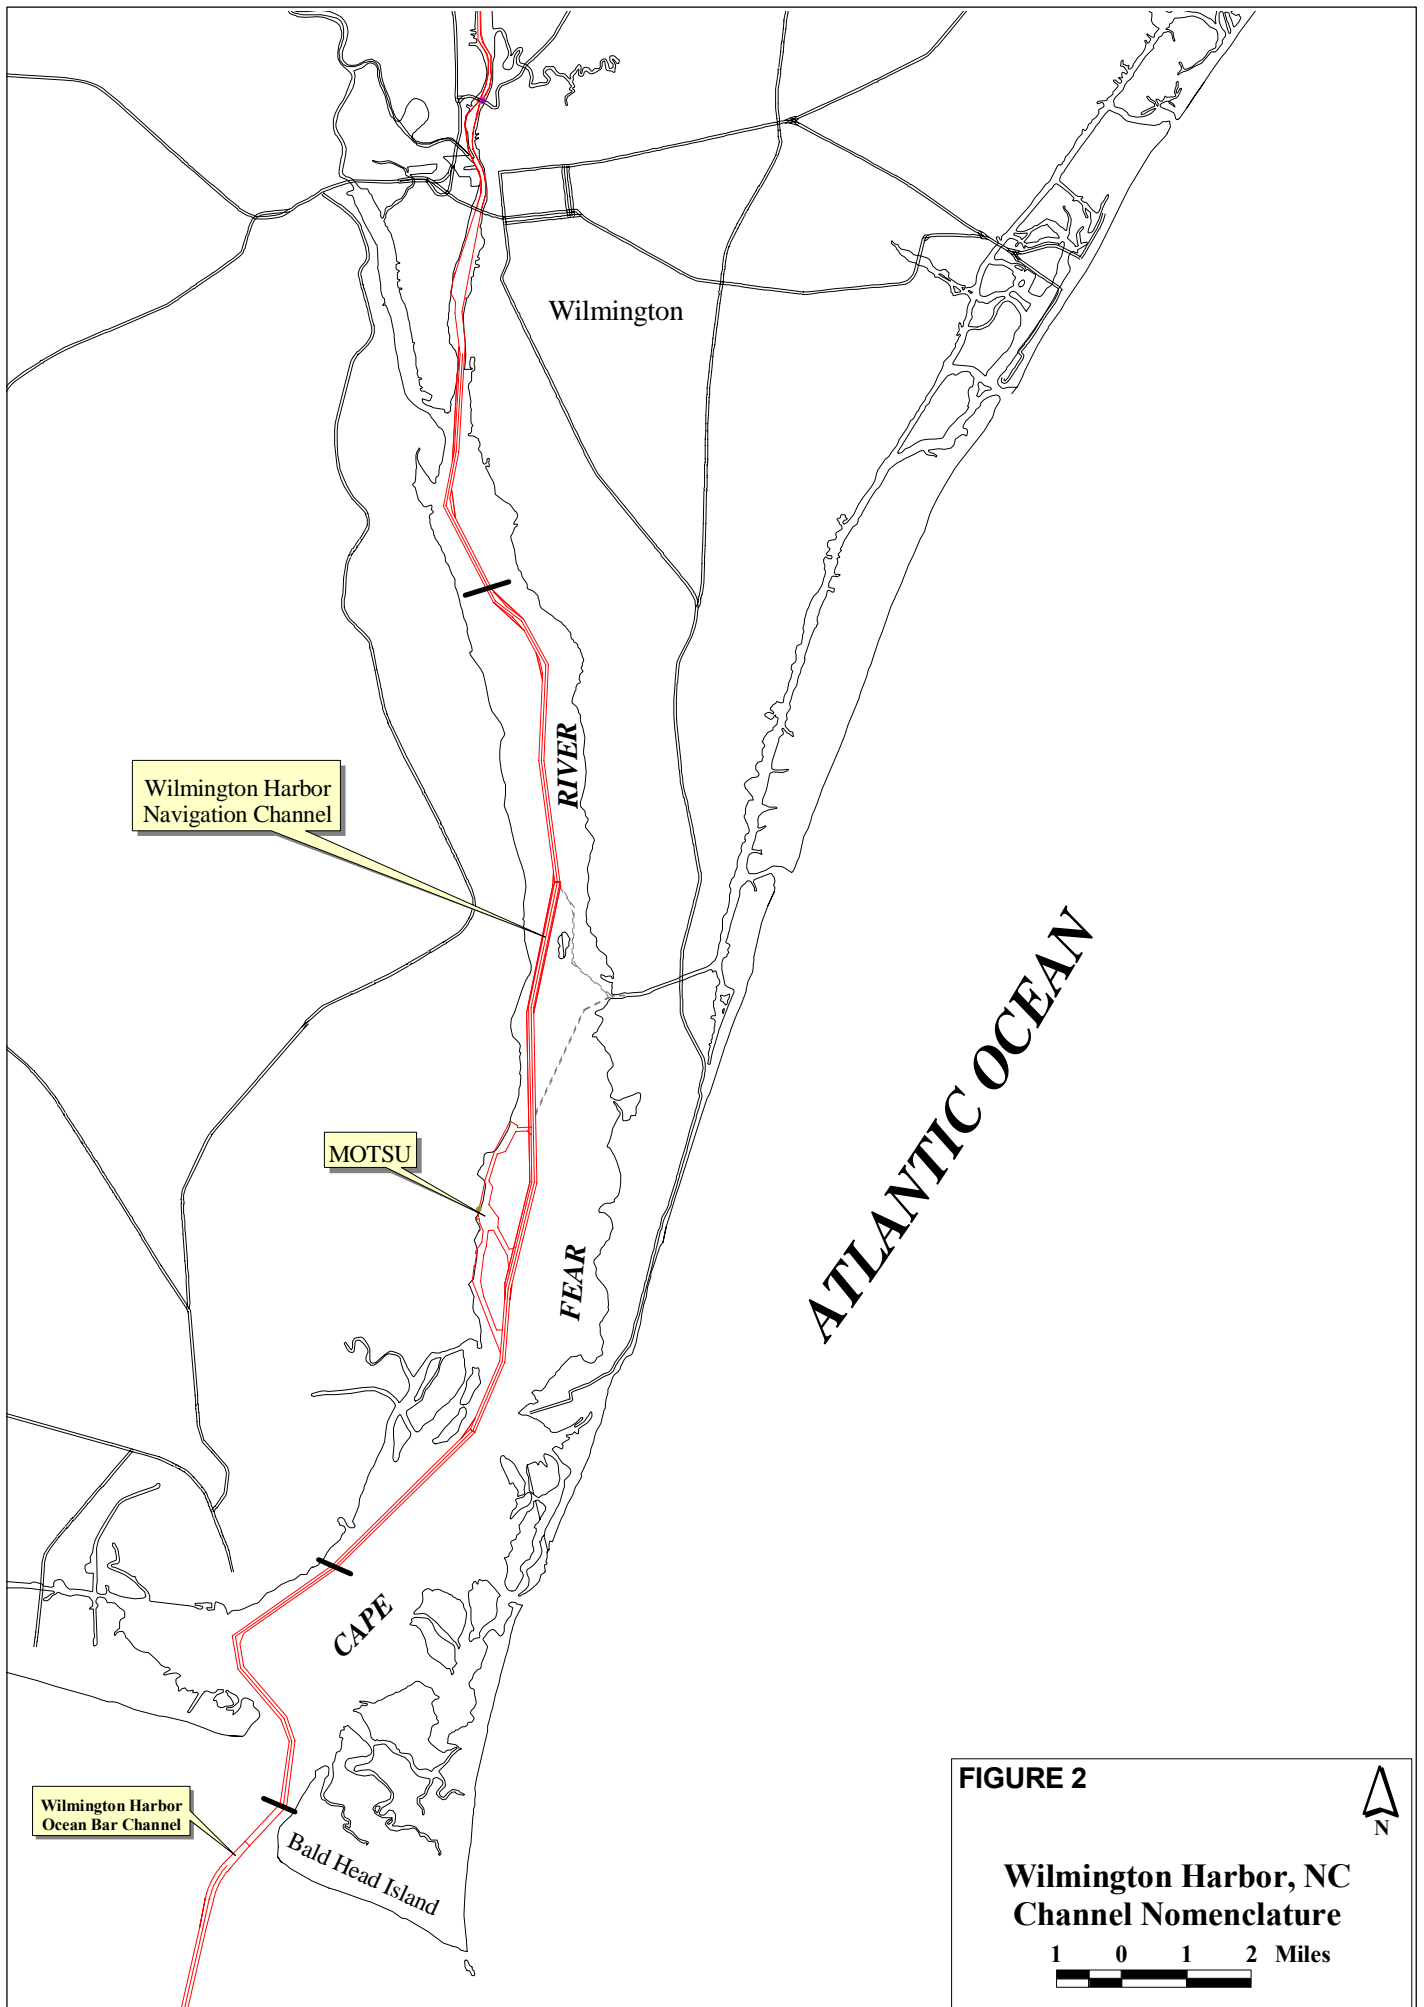 Wilmington
RIVER
Wilmington Harbor
Navigation Channel
ATLANTIC OCEAN
MOTSU
FEAR
CAPE
Wilmington Harbor
Ocean Bar Channel
Bald Head Island
FIGURE 2
N
Wilmington Harbor, NC
Channel Nomenclature
1 0 1 2 Miles